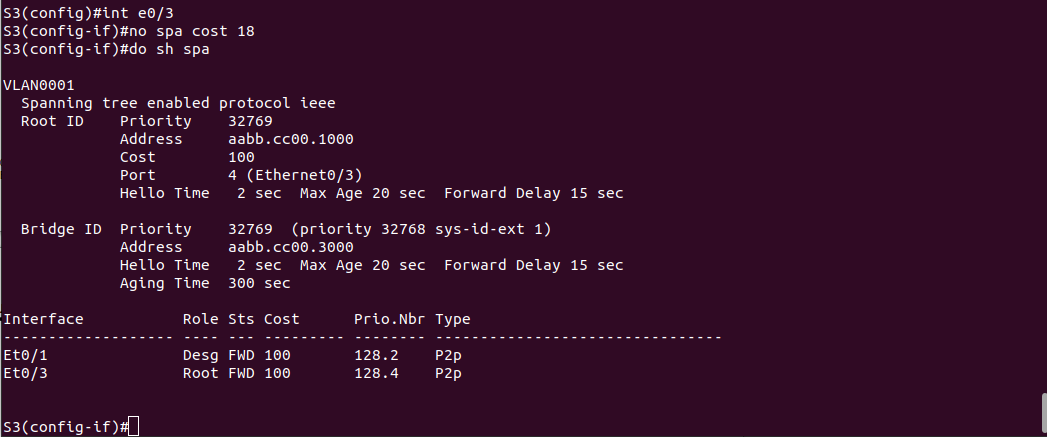 S3(config)#int e0/3
S3(config-if)#no spa cost 18
S3(config-if)#do sh spa
VLAN0001
  Spanning tree enabled protocol ieee
  Root ID    Priority    32769
             Address     aabb.cc00.1000
             Cost        100
             Port        4 (Ethernet0/3)
             Hello Time   2 sec  Max Age 20 sec  Forward Delay 15 sec
  Bridge ID  Priority    32769  (priority 32768 sys-id-ext 1)
             Address     aabb.cc00.3000
             Hello Time   2 sec  Max Age 20 sec  Forward Delay 15 sec
             Aging Time  300 sec
Interface           Role Sts Cost      Prio.Nbr Type
------------------- ---- --- --------- -------- --------------------------------
Et0/1               Desg FWD 100       128.2    P2p
Et0/3               Root FWD 100       128.4    P2p
S3(config-if)#